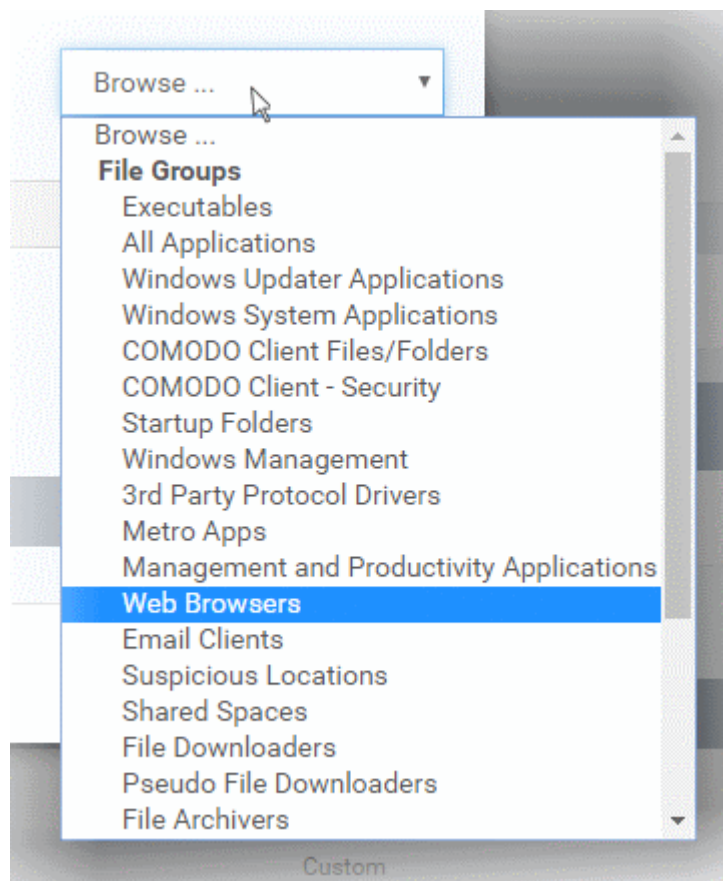 Browse ...
Browse ...
File Groups
Executables
All Applications
Windows Updater Applications
Windows System Applications
COMODO Client Files/Folders
COMODO Client - Security
Startup Folders
Windows Management
3rd Party Protocol Drivers
Metro Apps
Management and Productivity Applications
Web Browsers
Email Clients
Suspicious Locations
Shared Spaces
File Downloaders
Pseudo File Downloaders
File Archivers
Custom